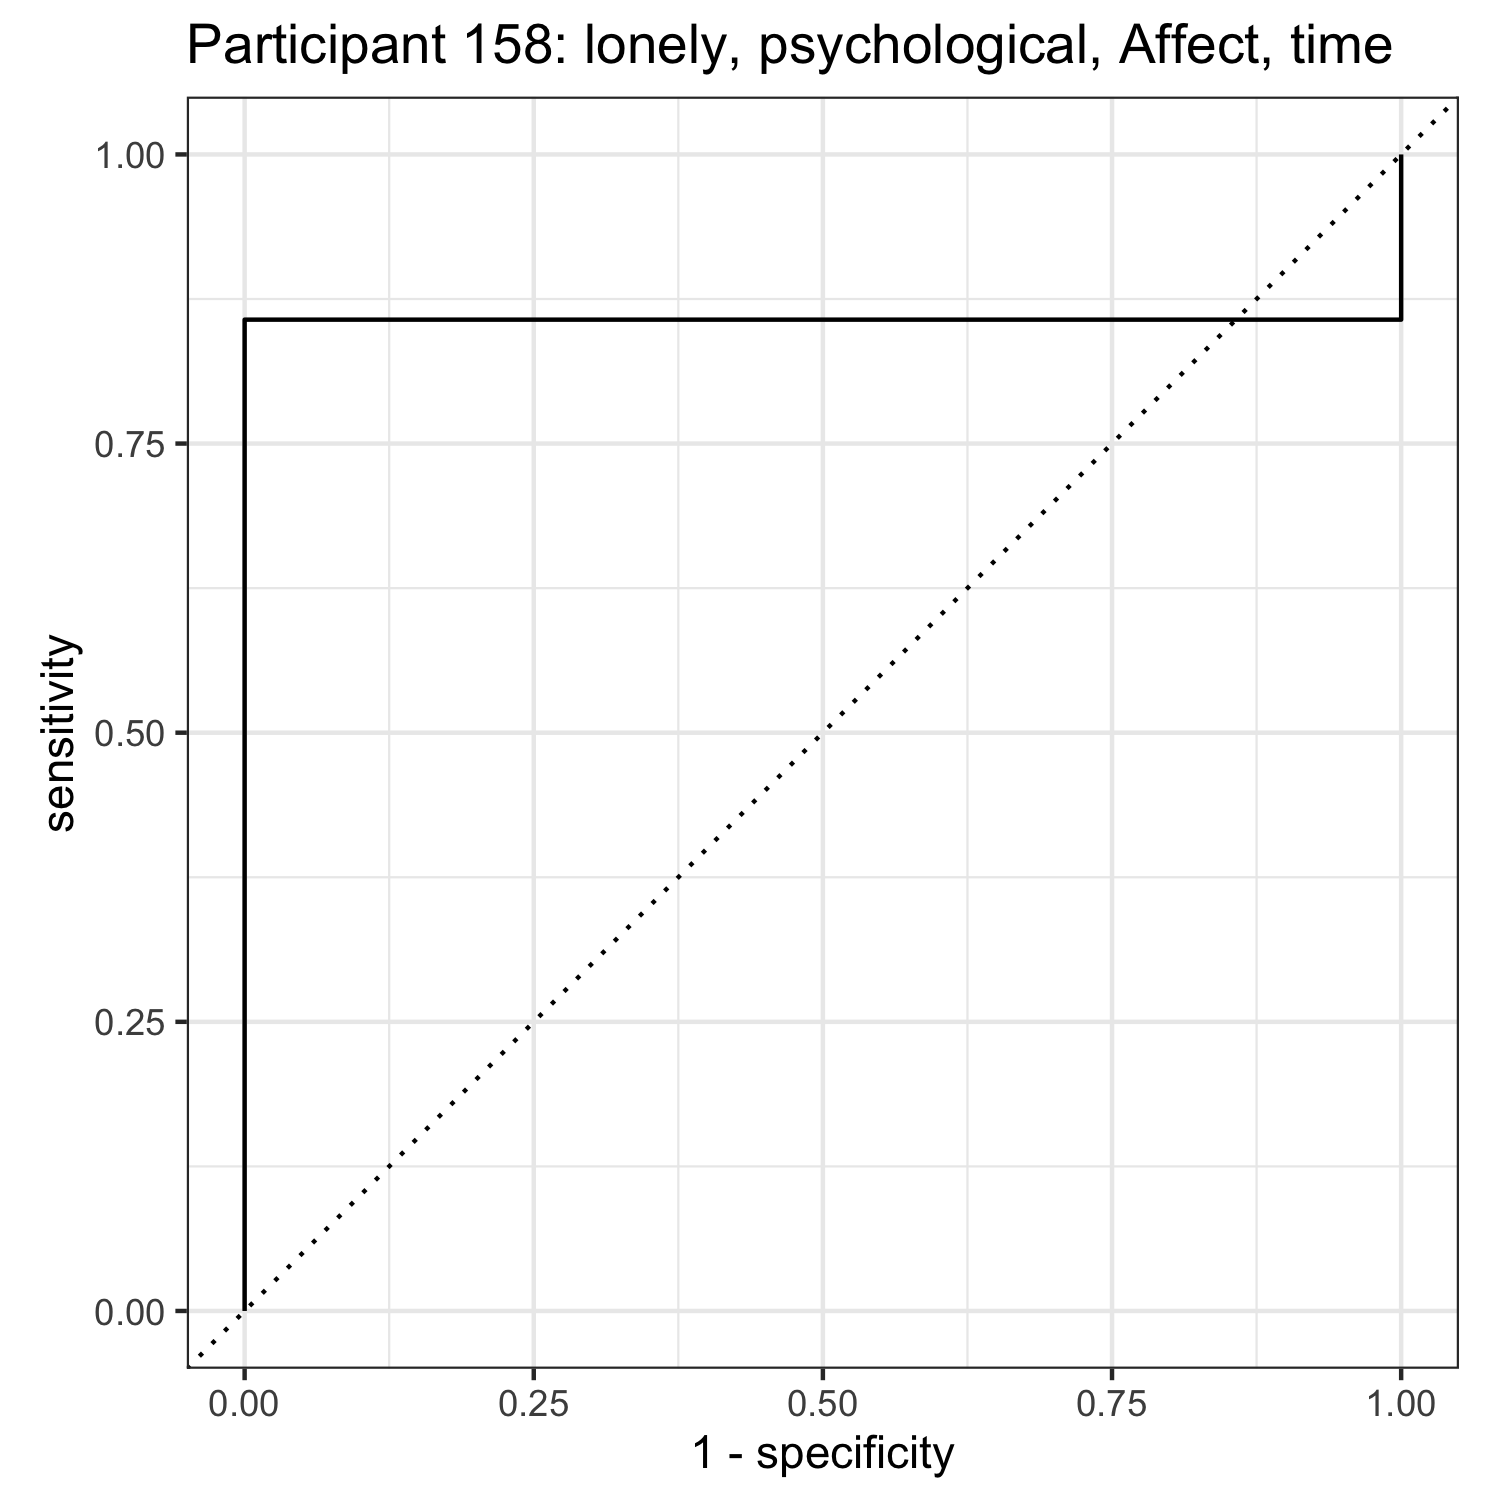 Participant 158: lonely, psychological, Affect, time
1.00
0.75
0.50
0.25
0.00
sensitivity
0.00 0.25 0.50 0.75 1.00
1 - specificity